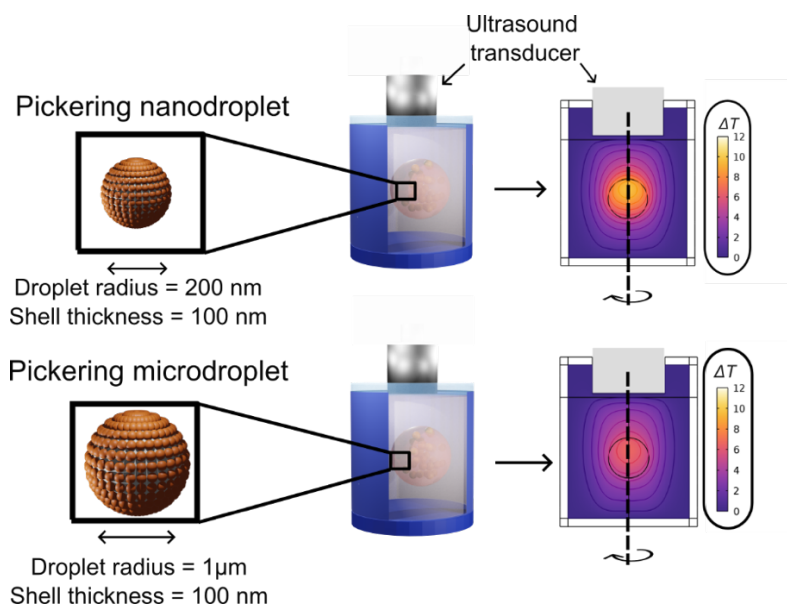 Ultrasound
transducer
Pickering nanodroplet
ΔT
12
10
8
6
4
2
0
Droplet radius = 200 nm
Shell thickness = 100 nm
Pickering microdroplet
ΔT
12
10
8
6
4
2
0
Droplet radius = 1μm
Shell thickness = 100 nm